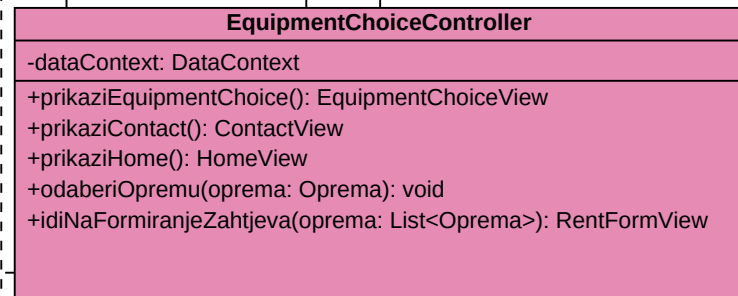 EquipmentChoiceController
-dataContext: DataContext
+prikaziEquipmentChoice(): EquipmentChoiceView
+prikaziContact(): ContactView
+prikaziHome(): HomeView
+odaberiOpremu(oprema: Oprema): void
+idiNaFormiranjeZahtjeva(oprema: List<Oprema>): RentFormView